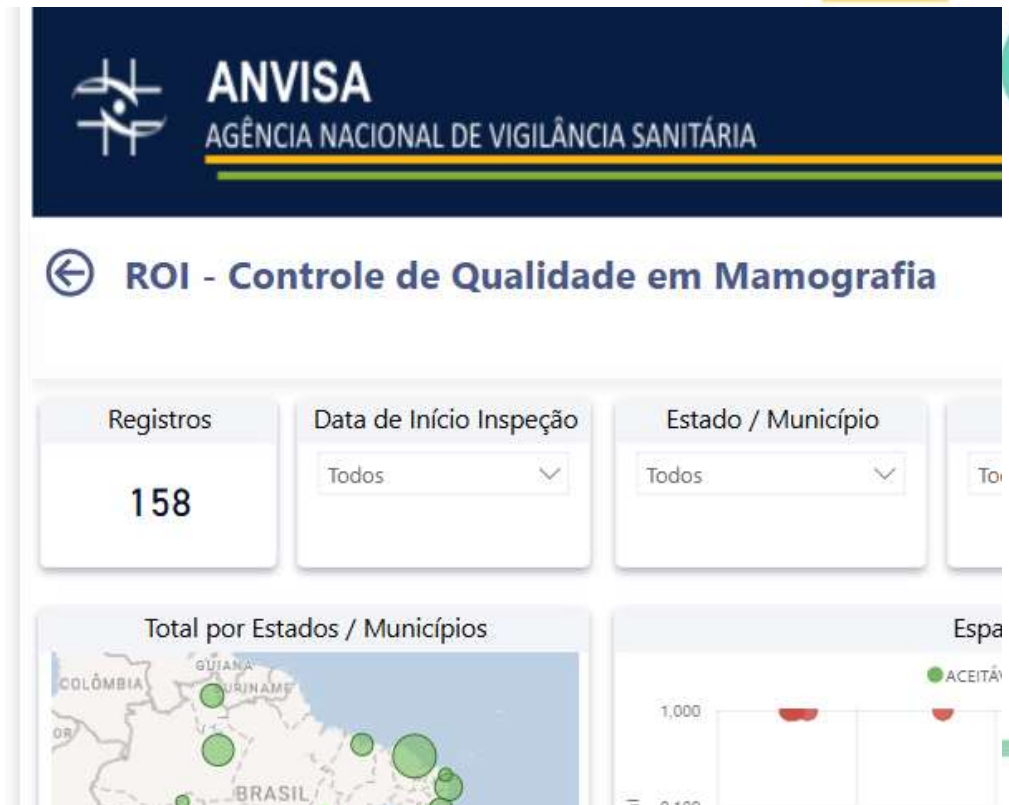 ANVISA
AGÊNCIA NACIONAL DE VIGILÂNCIA SANITÁRIA
ROI - Controle de Qualidade em Mamografia
Registros
Data de Início Inspeção
Estado / Município
158
Todos
Todos
Total por Estados / Municípios
GUIANA
COLÔMBIA
SURINAME
BRASIL
1,000